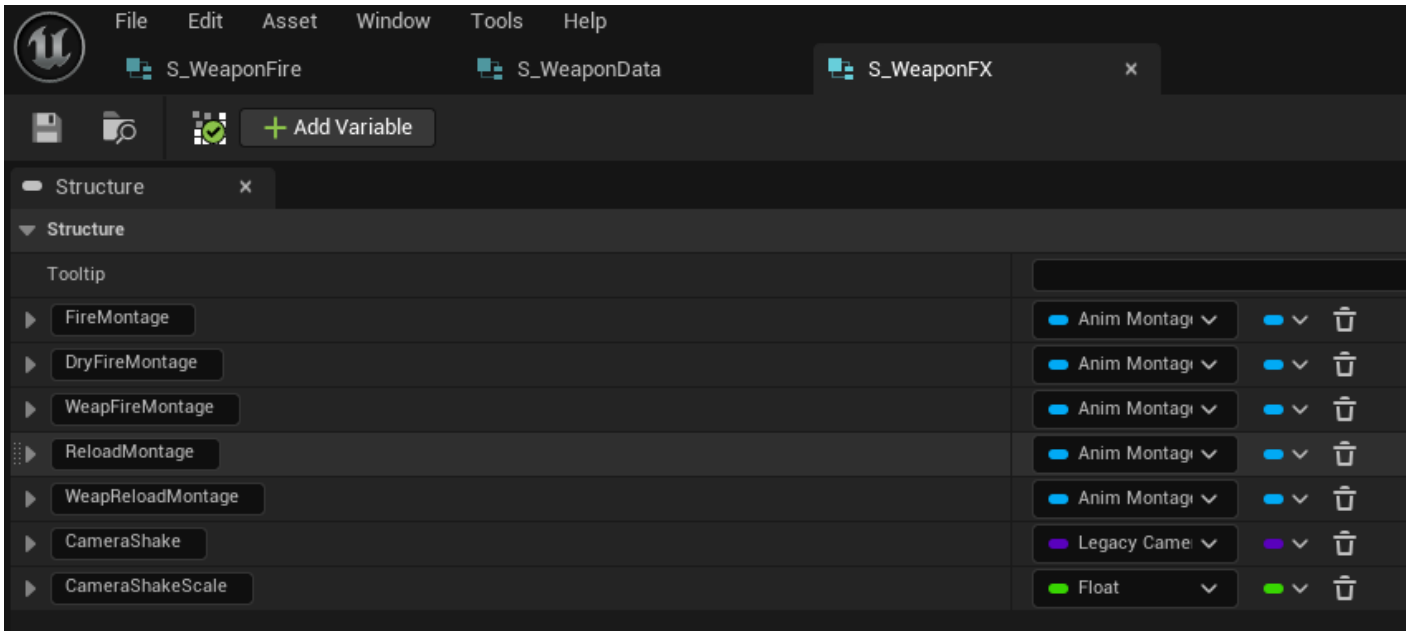 File Edit Asset Window Tools Help
S_WeaponFire S_WeaponData S_WeaponFX
Add Variable
Structure
Structure
Tooltip
FireMontage Anim Montag
DryFireMontage Anim Montag
WeapFireMontage Anim Montag
ReloadMontage Anim Montag
WeapReloadMontage Anim Montag
CameraShake Legacy Came
CameraShakeScale Float